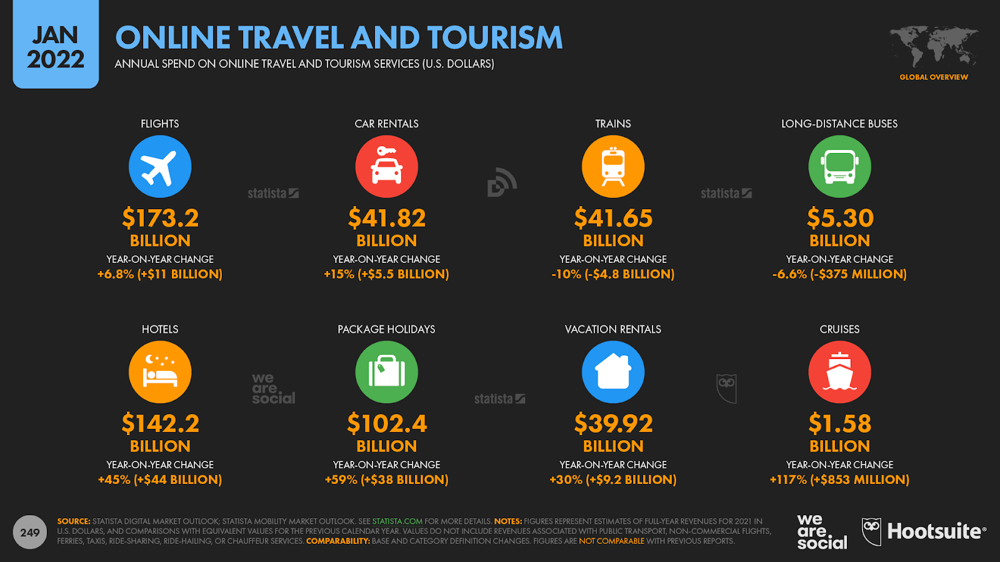 JAN
2022
ONLINE TRAVEL AND TOURISM
ANNUAL SPEND ON ONLINE TRAVEL AND TOURISM SERVICES (U.S. DOLLARS)
GLOBAL OVERVIEW
FLIGHTS
CAR RENTALS
TRAINS
LONG-DISTANCE BUSES
statista
statista
$173.2
BILLION
$41.82
BILLION
$41.65
BILLION
$5.30
BILLION
YEAR-ON-YEAR CHANGE
+6.8% (+$11 BILLION)
YEAR-ON-YEAR CHANGE
+15% (+$5.5 BILLION)
YEAR-ON-YEAR CHANGE
-10% (-$4.8 BILLION)
YEAR-ON-YEAR CHANGE
-6.6% (-$375 MILLION)
HOTELS
PACKAGE HOLIDAYS
VACATION RENTALS
CRUISES
we
are
social
statista
$142.2
BILLION
$102.4
BILLION
$39.92
BILLION
$1.58
BILLION
YEAR-ON-YEAR CHANGE
+45% (+$44 BILLION)
YEAR-ON-YEAR CHANGE
+59% (+$38 BILLION)
YEAR-ON-YEAR CHANGE
+30% (+$9.2 BILLION)
YEAR-ON-YEAR CHANGE
+117% (+$853 MILLION)
249
SOURCE: STATISTA DIGITAL MARKET OUTLOOK; STATISTA MOBILITY MARKET OUTLOOK. SEE STATISTA.COM FOR MORE DETAILS. NOTES: FIGURES REPRESENT ESTIMATES OF FULL-YEAR REVENUES FOR 2021 IN
U.S. DOLLARS, AND COMPARISONS WITH EQUIVALENT VALUES FOR THE PREVIOUS CALENDAR YEAR. VALUES DO NOT INCLUDE REVENUES ASSOCIATED WITH PUBLIC TRANSPORT, NON-COMMERCIAL FLIGHTS,
FERRIES, TAXIS, RIDE-SHARING, RIDE-HAILING, OR CHAUFFEUR SERVICES. COMPARABILITY: BASE AND CATEGORY DEFINITION CHANGES. FIGURES ARE NOT COMPARABLE WITH PREVIOUS REPORTS.
we
are
social
Hootsuite®